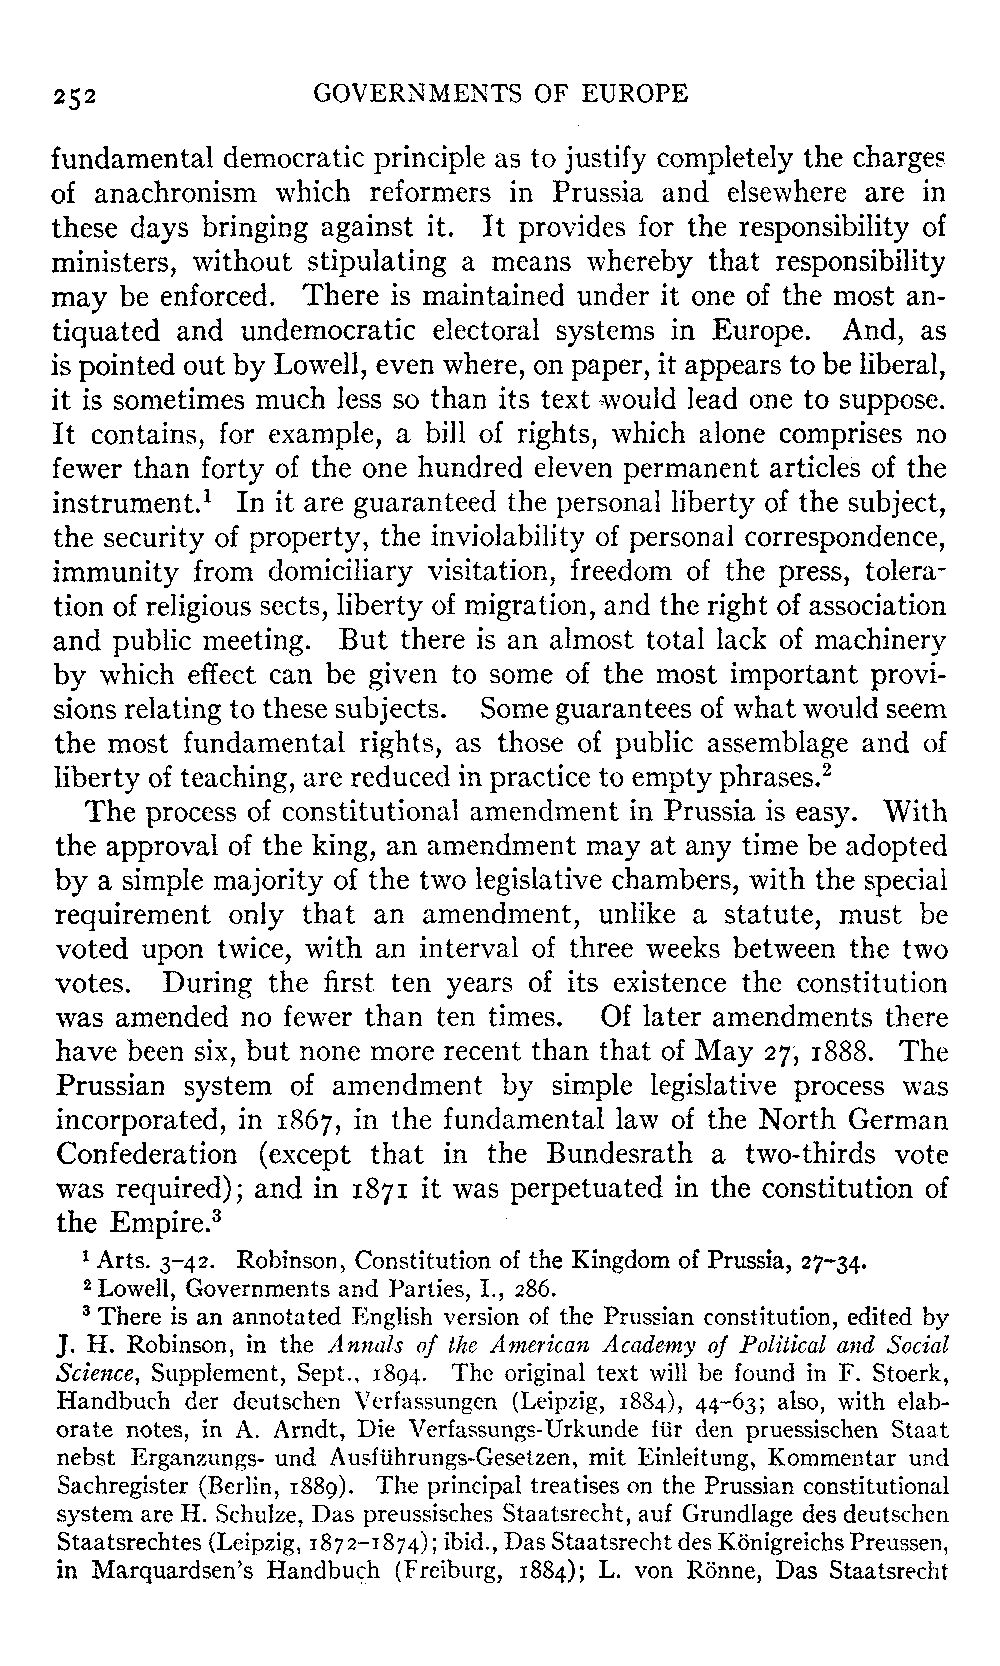 252 GOVERNMENTS OF EUROPE
fundamental democratic principle as to justify completely the charges
of anachronism which reformers in Prussia and elsewhere are in
these days bringing against it. It provides for the responsibility of
ministers, without stipulating a means whereby that responsibility
may be enforced. There is maintained under it one of the most an-
tiquated and undemocratic electoral systems in Europe. And, as
is pointed out by Lowell, even where, on paper, it appears to be liberal,
it is sometimes much less so than its text would lead one to suppose.
It contains, for example, a bill of rights, which alone comprises no
fewer than forty of the one hundred eleven permanent articles of the
instrument.¹ In it are guaranteed the personal liberty of the subject,
the security of property, the inviolability of personal correspondence,
immunity from domiciliary visitation, freedom of the press, tolera-
tion of religious sects, liberty of migration, and the right of association
and public meeting. But there is an almost total lack of machinery
by which effect can be given to some of the most important provi-
sions relating to these subjects. Some guarantees of what would seem
the most fundamental rights, as those of public assemblage and of
liberty of teaching, are reduced in practice to empty phrases.²
The process of constitutional amendment in Prussia is easy. With
the approval of the king, an amendment may at any time be adopted
by a simple majority of the two legislative chambers, with the special
requirement only that an amendment, unlike a statute, must be
voted upon twice, with an interval of three weeks between the two
votes. During the first ten years of its existence the constitution
was amended no fewer than ten times. Of later amendments there
have been six, but none more recent than that of May 27, 1888. The
Prussian system of amendment by simple legislative process was
incorporated, in 1867, in the fundamental law of the North German
Confederation (except that in the Bundesrath a two-thirds vote
was required); and in 1871 it was perpetuated in the constitution of
the Empire.³
¹ Arts. 3–42. Robinson, Constitution of the Kingdom of Prussia, 27–34.
² Lowell, Governments and Parties, I., 286.
³ There is an annotated English version of the Prussian constitution, edited by
J. H. Robinson, in the Annals of the American Academy of Political and Social
Science, Supplement, Sept., 1894. The original text will be found in F. Stoerk,
Handbuch der deutschen Verfassungen (Leipzig, 1884), 44–63; also, with elab-
orate notes, in A. Arndt, Die Verfassungs-Urkunde für den pruessischen Staat
nebst Erganzungs- und Ausführungs-Gesetzen, mit Einleitung, Kommentar und
Sachregister (Berlin, 1889). The principal treatises on the Prussian constitutional
system are H. Schulze, Das preussisches Staatsrecht, auf Grundlage des deutschen
Staatsrechtes (Leipzig, 1872–1874); ibid., Das Staatsrecht des Königreichs Preussen,
in Marquardsen's Handbuch (Freiburg, 1884); L. von Rönne, Das Staatsrecht